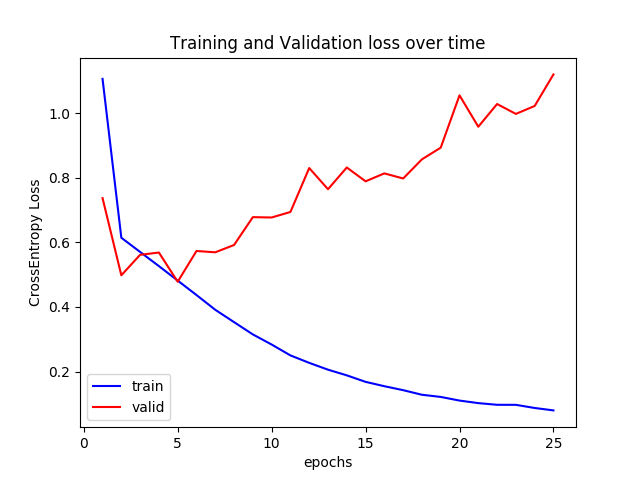 Training and Validation loss over time
CrossEntropy Loss
1.0
0.8
0.6
0.4
0.2
train
valid
0 5 10 15 20 25
epochs